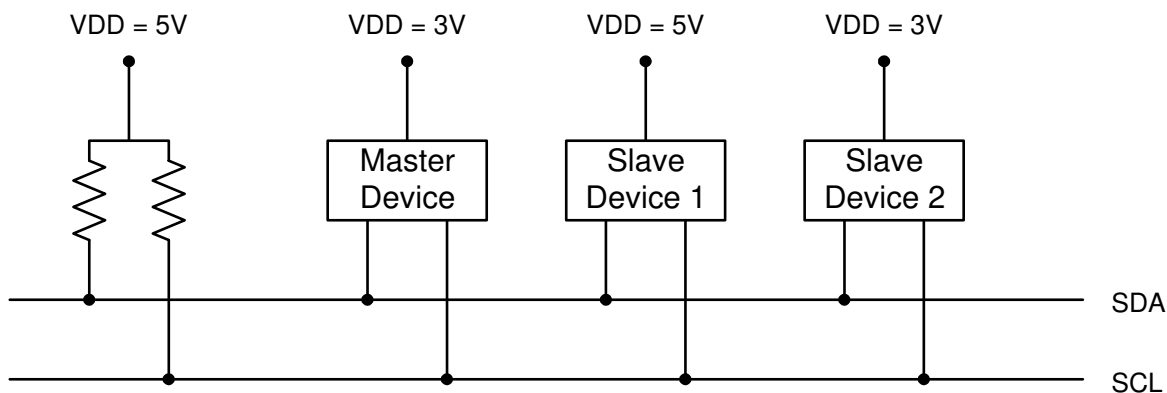 VDD = 5V
VDD = 3V
VDD = 5V
VDD = 3V
Master
Device
Slave
Device 1
Slave
Device 2
SDA
SCL